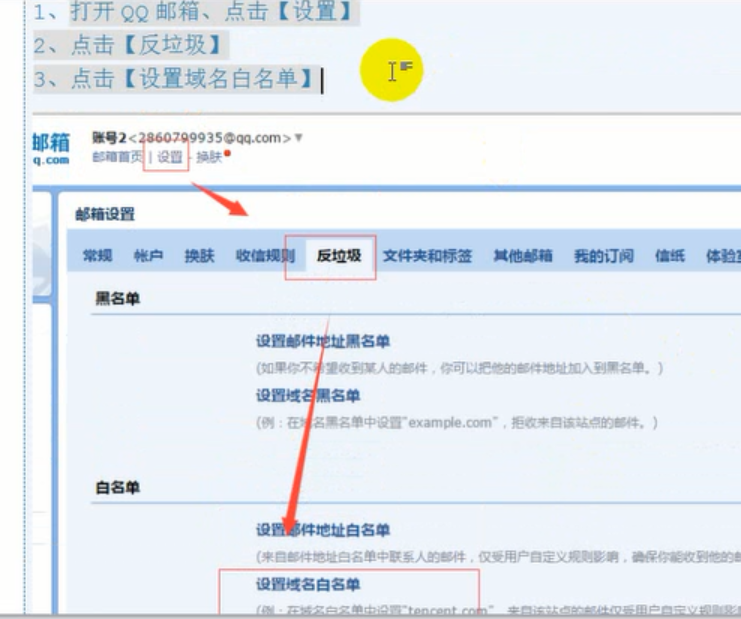 1、打开 QQ 邮箱、点击【设置】
2、点击【反垃圾】
3、点击【设置域名白名单】
邮箱 账号2<2860799935@qq.com>
q.com 邮箱首页 | 设置 - 换肤
邮箱设置
常规 帐户 换肤 收信规则 反垃圾 文件夹和标签 其他邮箱 我的订阅 信纸 体验室
黑名单
设置邮件地址黑名单
(如果你不希望收到某人的邮件，你可以把他的邮件地址加入到黑名单。)
设置域名黑名单
(例：在域名黑名单中设置"example.com"，拒收来自该站点的邮件。)
白名单
设置邮件地址白名单
(来自邮件地址白名单中联系人的邮件，仅受用户自定义规则影响，确保你能收到他的邮
设置域名白名单
(例：在域名白名单中设置"tencent.com"，来自该站点的邮件仅受用户自定义规则影